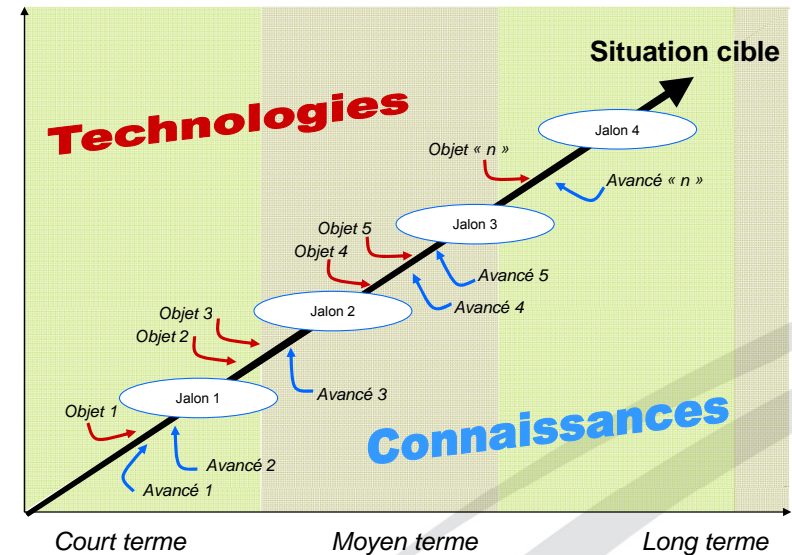 Situation cible
Technologies
Jalon 4
Objet « n »
Avancé « n »
Jalon 3
Objet 5
Objet 4
Avancé 5
Avancé 4
Jalon 2
Objet 3
Objet 2
Avancé 3
Jalon 1
Objet 1
Connaissances
Avancé 2
Avancé 1
Court terme
Moyen terme
Long terme